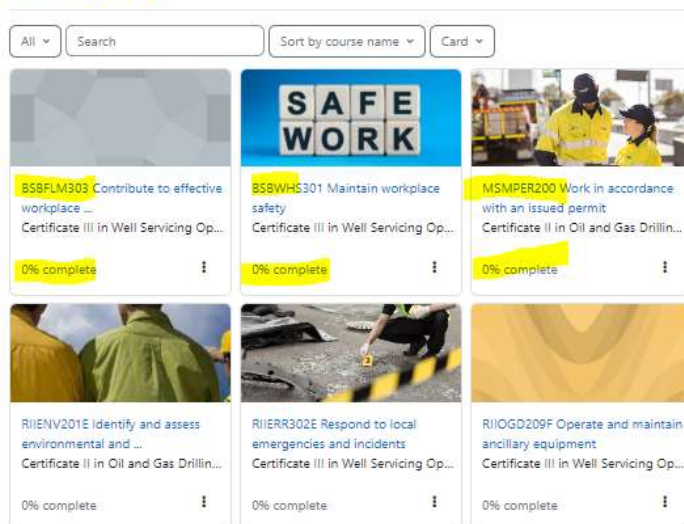 All Search Sort by course name Card
SAFE
WORK
BSBFLM303 Contribute to effective
workplace ...
Certificate III in Well Servicing Op...
0% complete
BSBWHS301 Maintain workplace
safety
Certificate III in Well Servicing Op...
0% complete
MSMPER200 Work in accordance
with an issued permit
Certificate II in Oil and Gas Drillin...
0% complete
RIIENV201E Identify and assess
environmental and ...
Certificate II in Oil and Gas Drillin...
0% complete
RIIERR302E Respond to local
emergencies and incidents
Certificate III in Well Servicing Op...
0% complete
RIIOGD209F Operate and maintain
ancillary equipment
Certificate III in Well Servicing Op...
0% complete